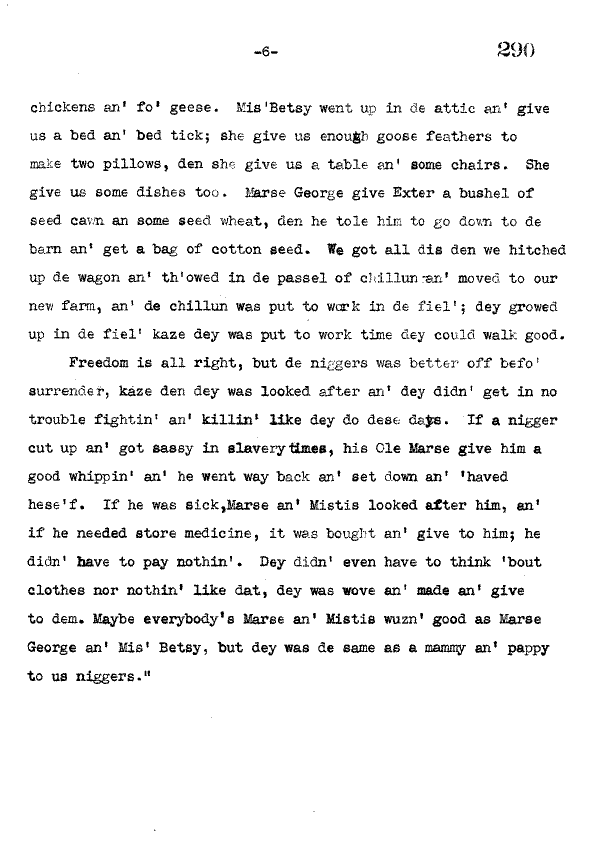 -6- 290
chickens an' fo' geese. Mis'Betsy went up in de attic an' give
us a bed an' bed tick; she give us enough goose feathers to
make two pillows, den she give us a table an' some chairs. She
give us some dishes too. Marse George give Exter a bushel of
seed cawn an some seed wheat, den he tole him to go down to de
barn an' get a bag of cotton seed. We got all dis den we hitched
up de wagon an' th'owed in de passel of chillun an' moved to our
new farm, an' de chillun was put to work in de fiel'; dey growed
up in de fiel' kaze dey was put to work time dey could walk good.
Freedom is all right, but de niggers was better off befo'
surrender, kaze den dey was looked after an' dey didn' get in no
trouble fightin' an' killin' like dey do dese days. If a nigger
cut up an' got sassy in slavery times, his Ole Marse give him a
good whippin' an' he went way back an' set down an' 'haved
hese'f. If he was sick,Marse an' Mistis looked after him, an'
if he needed store medicine, it was bought an' give to him; he
didn' have to pay nothin'. Dey didn' even have to think 'bout
clothes nor nothin' like dat, dey was wove an' made an' give
to dem. Maybe everybody's Marse an' Mistis wuzn' good as Marse
George an' Mis' Betsy, but dey was de same as a mammy an' pappy
to us niggers."